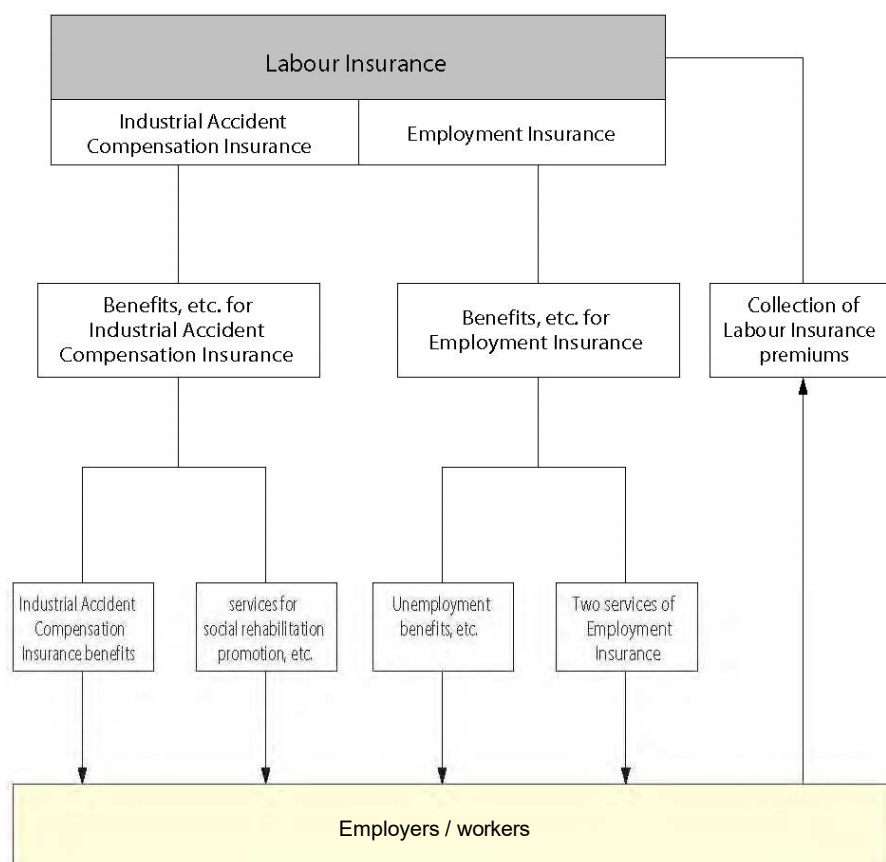 Labour Insurance
Industrial Accident
Compensation Insurance
Employment Insurance
Benefits, etc. for
Industrial Accident
Compensation Insurance
Benefits, etc. for
Employment Insurance
Collection of
Labour Insurance
premiums
Industrial Accident
Compensation
Insurance benefits
services for
social rehabilitation
promotion, etc.
Unemployment
benefits, etc.
Two services of
Employment
Insurance
Employers / workers